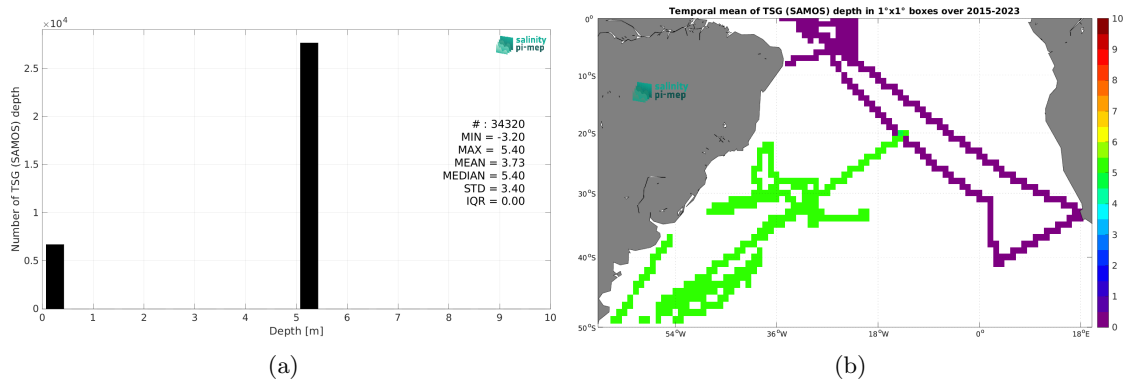 ×10⁴
2.5
2
1.5
1
0.5
0
Number of TSG (SAMOS) depth
salinity
pi-mep
# : 34320
MIN = -3.20
MAX = 5.40
MEAN = 3.73
MEDIAN = 5.40
STD = 3.40
IQR = 0.00
0 1 2 3 4 5 6 7 8 9 10
Depth [m]
(a)
Temporal mean of TSG (SAMOS) depth in 1°x1° boxes over 2015-2023
0°
10°S
20°S
30°S
40°S
50°S
salinity
pi-mep
54°W 36°W 18°W 0° 18°E
10
9
8
7
6
5
4
3
2
1
0
(b)